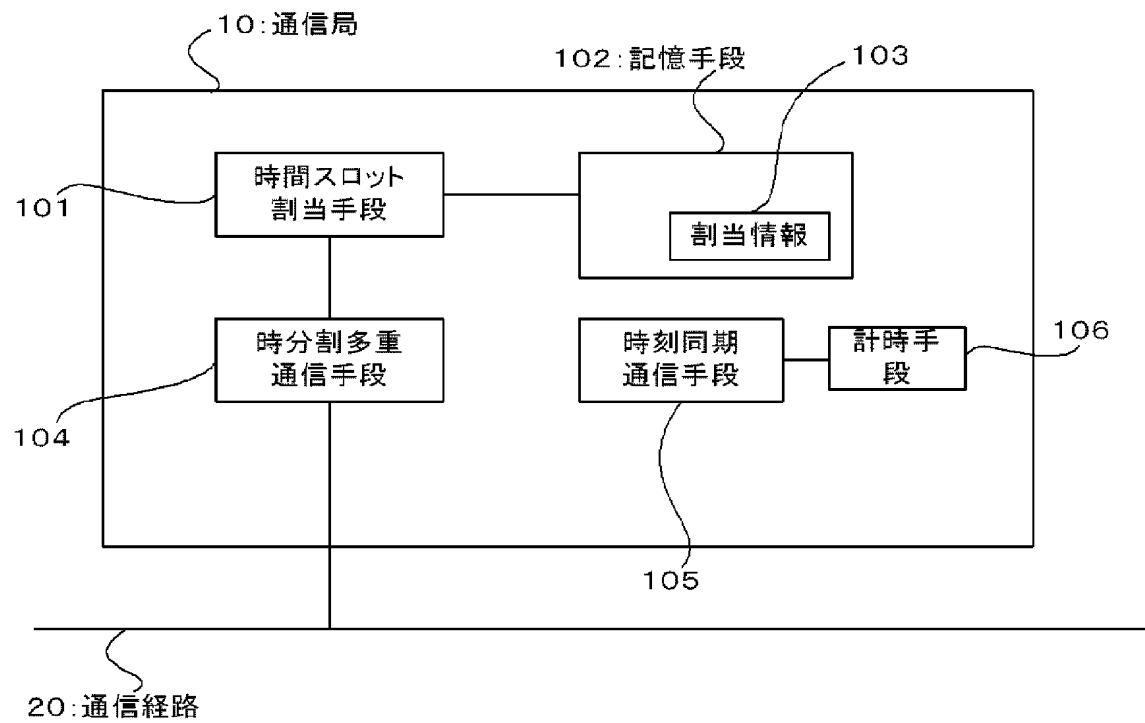 10:通信局
102:記憶手段
103
時間スロット
割当手段
101
割当情報
時分割多重
通信手段
104
時刻同期
通信手段
105
計時手
段
106
20:通信経路